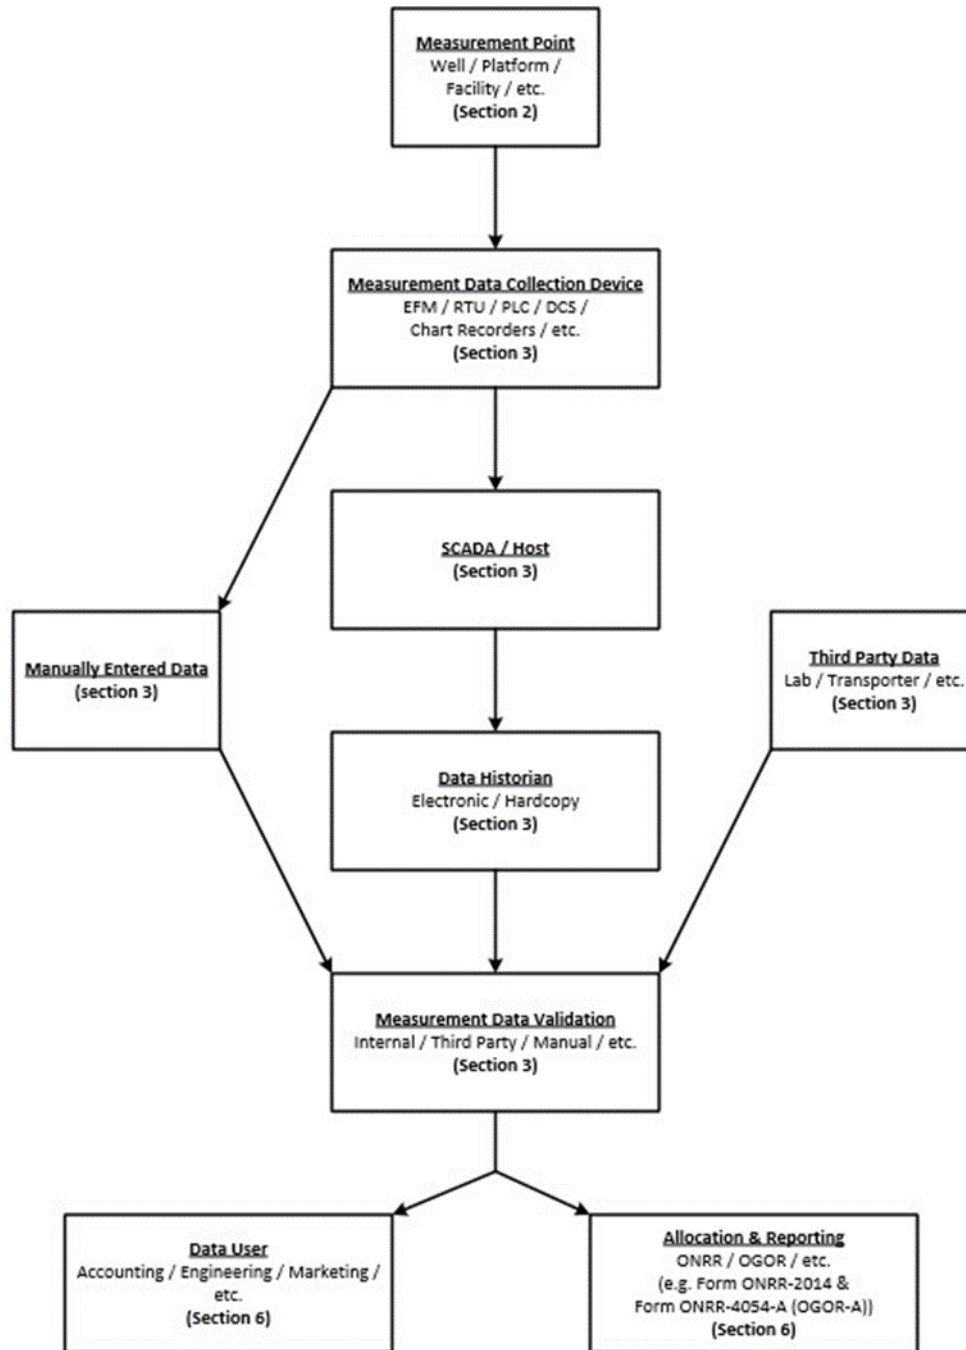 Measurement Point
Well / Platform /
Facility / etc.
(Section 2)
Measurement Data Collection Device
EFM / RTU / PLC / DCS /
Chart Recorders / etc.
(Section 3)
SCADA / Host
(Section 3)
Manually Entered Data
(section 3)
Third Party Data
Lab / Transporter / etc.
(Section 3)
Data Historian
Electronic / Hardcopy
(Section 3)
Measurement Data Validation
Internal / Third Party / Manual / etc.
(Section 3)
Data User
Accounting / Engineering / Marketing /
etc.
(Section 6)
Allocation & Reporting
ONRR / OGOR / etc.
(e.g. Form ONRR-2014 &
Form ONRR-4054-A (OGOR-A))
(Section 6)